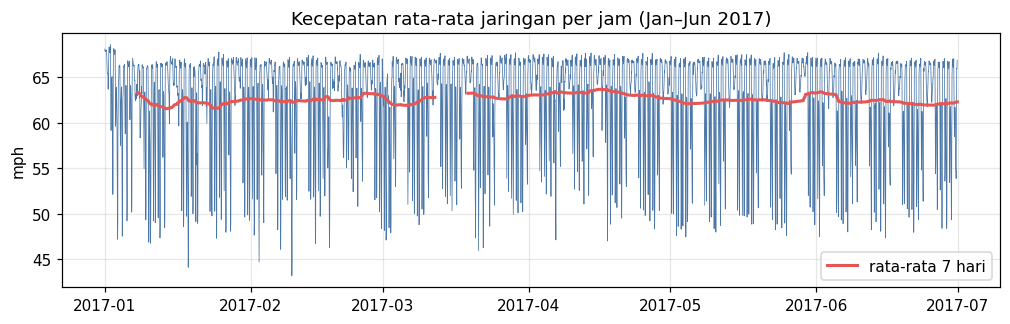 Kecepatan rata-rata jaringan per jam (Jan–Jun 2017)
mph
65
60
55
50
45
rata-rata 7 hari
2017-01 2017-02 2017-03 2017-04 2017-05 2017-06 2017-07